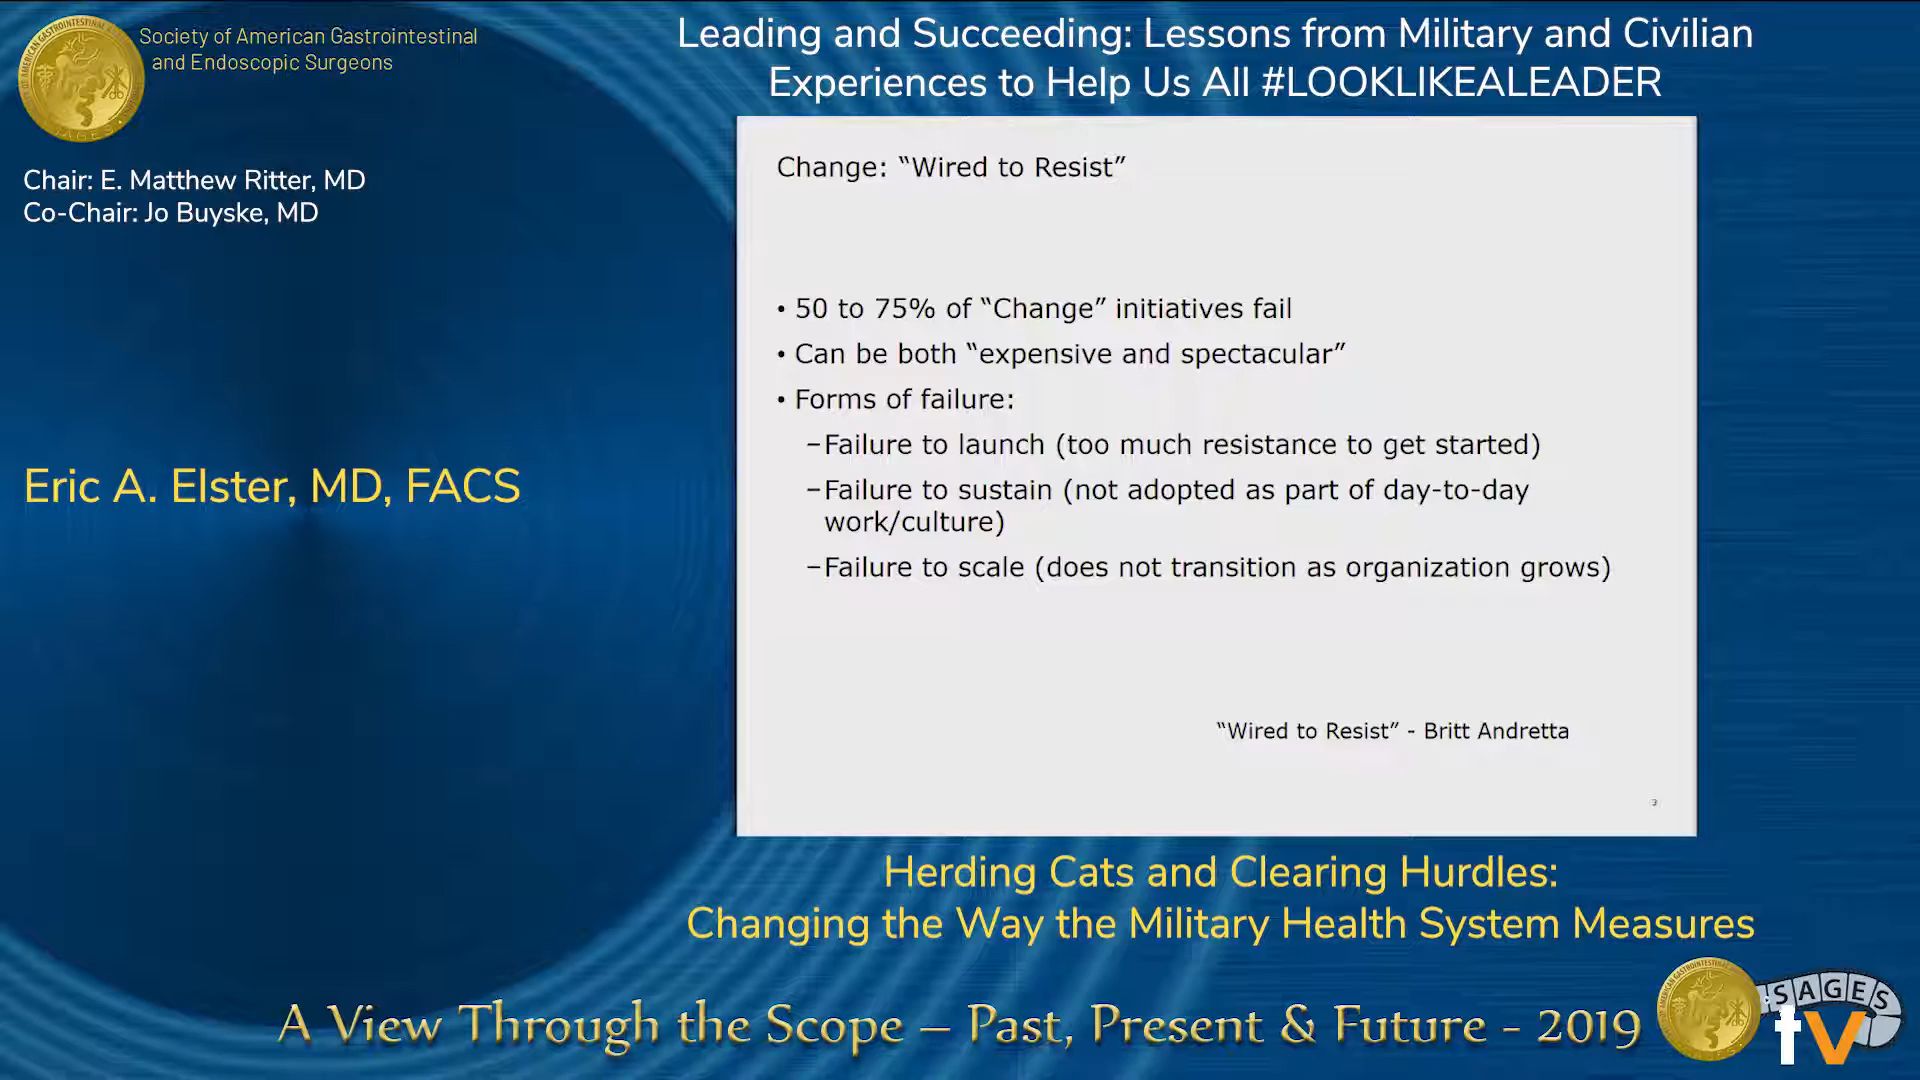 Society of American Gastrointestinal
and Endoscopic Surgeons
Leading and Succeeding: Lessons from Military and Civilian
Experiences to Help Us All #LOOKLIKEALEADER
Chair: E. Matthew Ritter, MD
Co-Chair: Jo Buyske, MD
Eric A. Elster, MD, FACS
Change: “Wired to Resist”
• 50 to 75% of “Change” initiatives fail
• Can be both “expensive and spectacular”
• Forms of failure:
–Failure to launch (too much resistance to get started)
–Failure to sustain (not adopted as part of day-to-day
work/culture)
–Failure to scale (does not transition as organization grows)
“Wired to Resist” - Britt Andretta
3
Herding Cats and Clearing Hurdles:
Changing the Way the Military Health System Measures
A View Through the Scope – Past, Present & Future - 2019
SAGES
tv